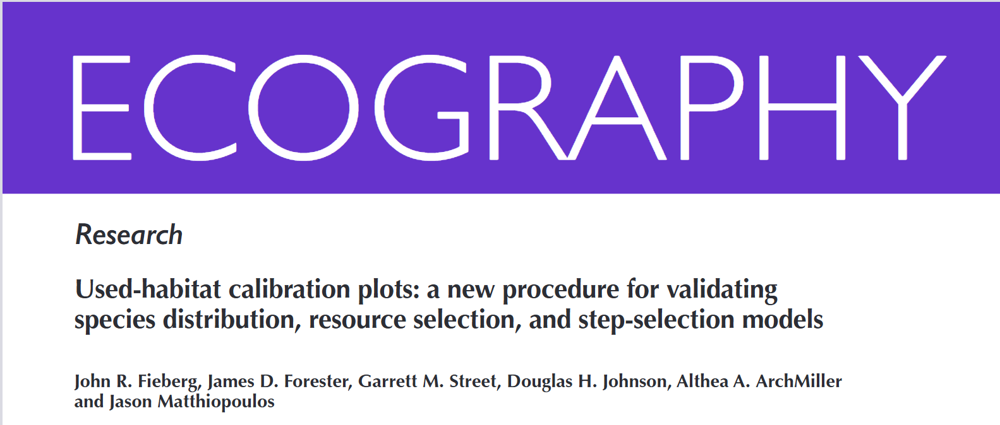 ECOGRAPHY
Research
Used-habitat calibration plots: a new procedure for validating
species distribution, resource selection, and step-selection models
John R. Fieberg, James D. Forester, Garrett M. Street, Douglas H. Johnson, Althea A. ArchMiller
and Jason Matthiopoulos